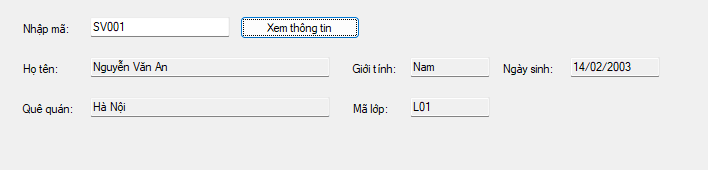 Nhập mã: SV001 Xem thông tin
Họ tên: Nguyễn Văn An Giới tính: Nam Ngày sinh: 14/02/2003
Quê quán: Hà Nội Mã lớp: L01